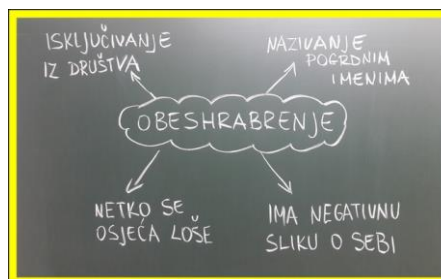 ISKLJUČIVANJE
IZ DRUŠTVA
NAZIVANJE
POGRDNIM
IMENIMA
OBESHRABRENJE
NETKO SE
OSJEĆA LOŠE
IMA NEGATIVNU
SLIKU O SEBI